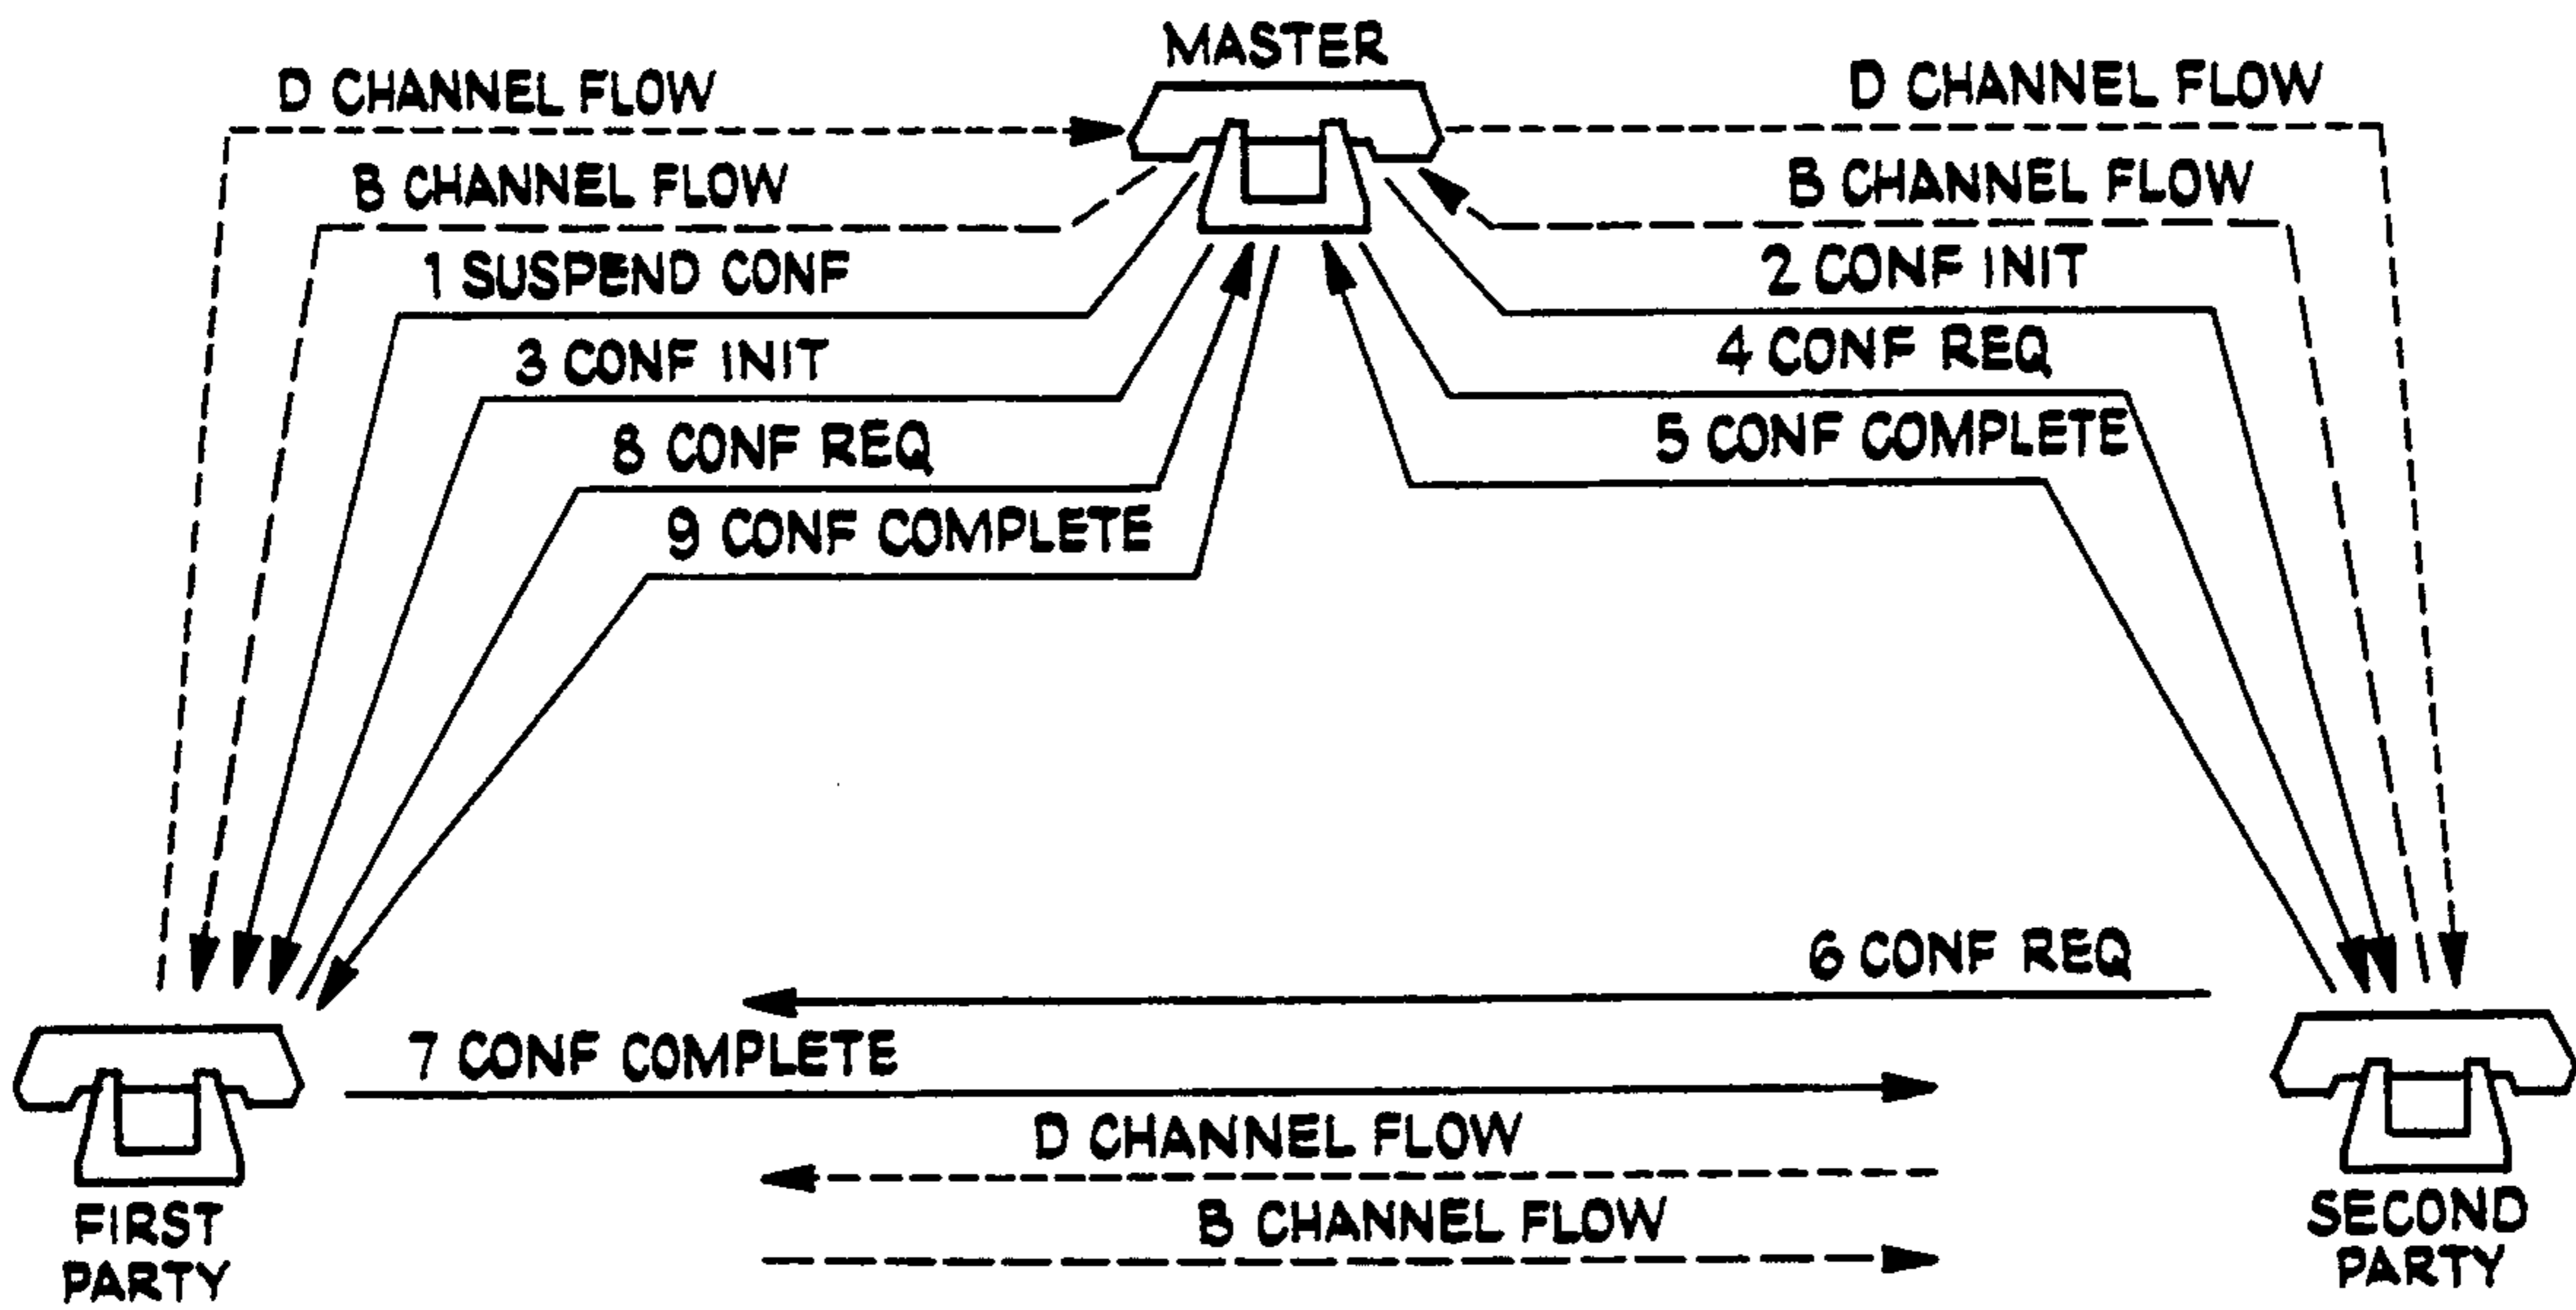 MASTER
D CHANNEL FLOW
D CHANNEL FLOW
B CHANNEL FLOW
B CHANNEL FLOW
1 SUSPEND CONF
2 CONF INIT
3 CONF INIT
4 CONF REQ
8 CONF REQ
5 CONF COMPLETE
9 CONF COMPLETE
6 CONF REQ
7 CONF COMPLETE
D CHANNEL FLOW
B CHANNEL FLOW
FIRST
PARTY
SECOND
PARTY